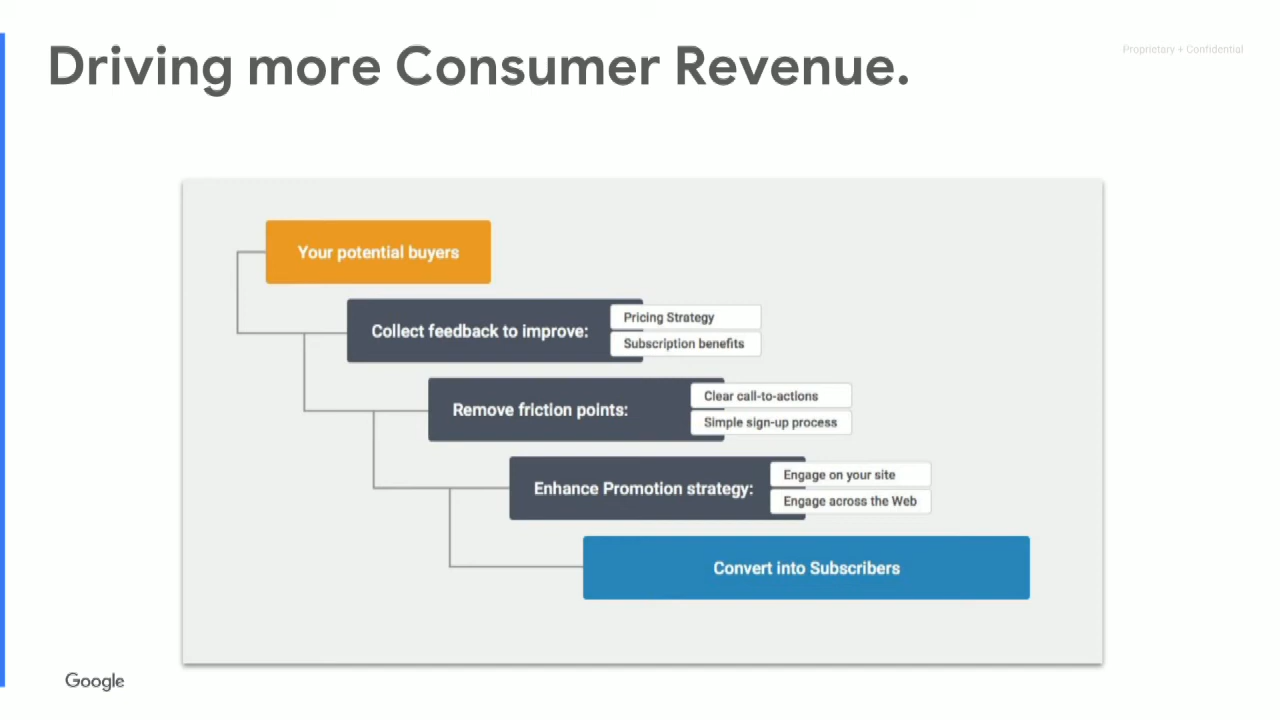 Driving more Consumer Revenue.
Proprietary + Confidential
Your potential buyers
Collect feedback to improve:
Pricing Strategy
Subscription benefits
Remove friction points:
Clear call-to-actions
Simple sign-up process
Enhance Promotion strategy:
Engage on your site
Engage across the Web
Convert into Subscribers
Google